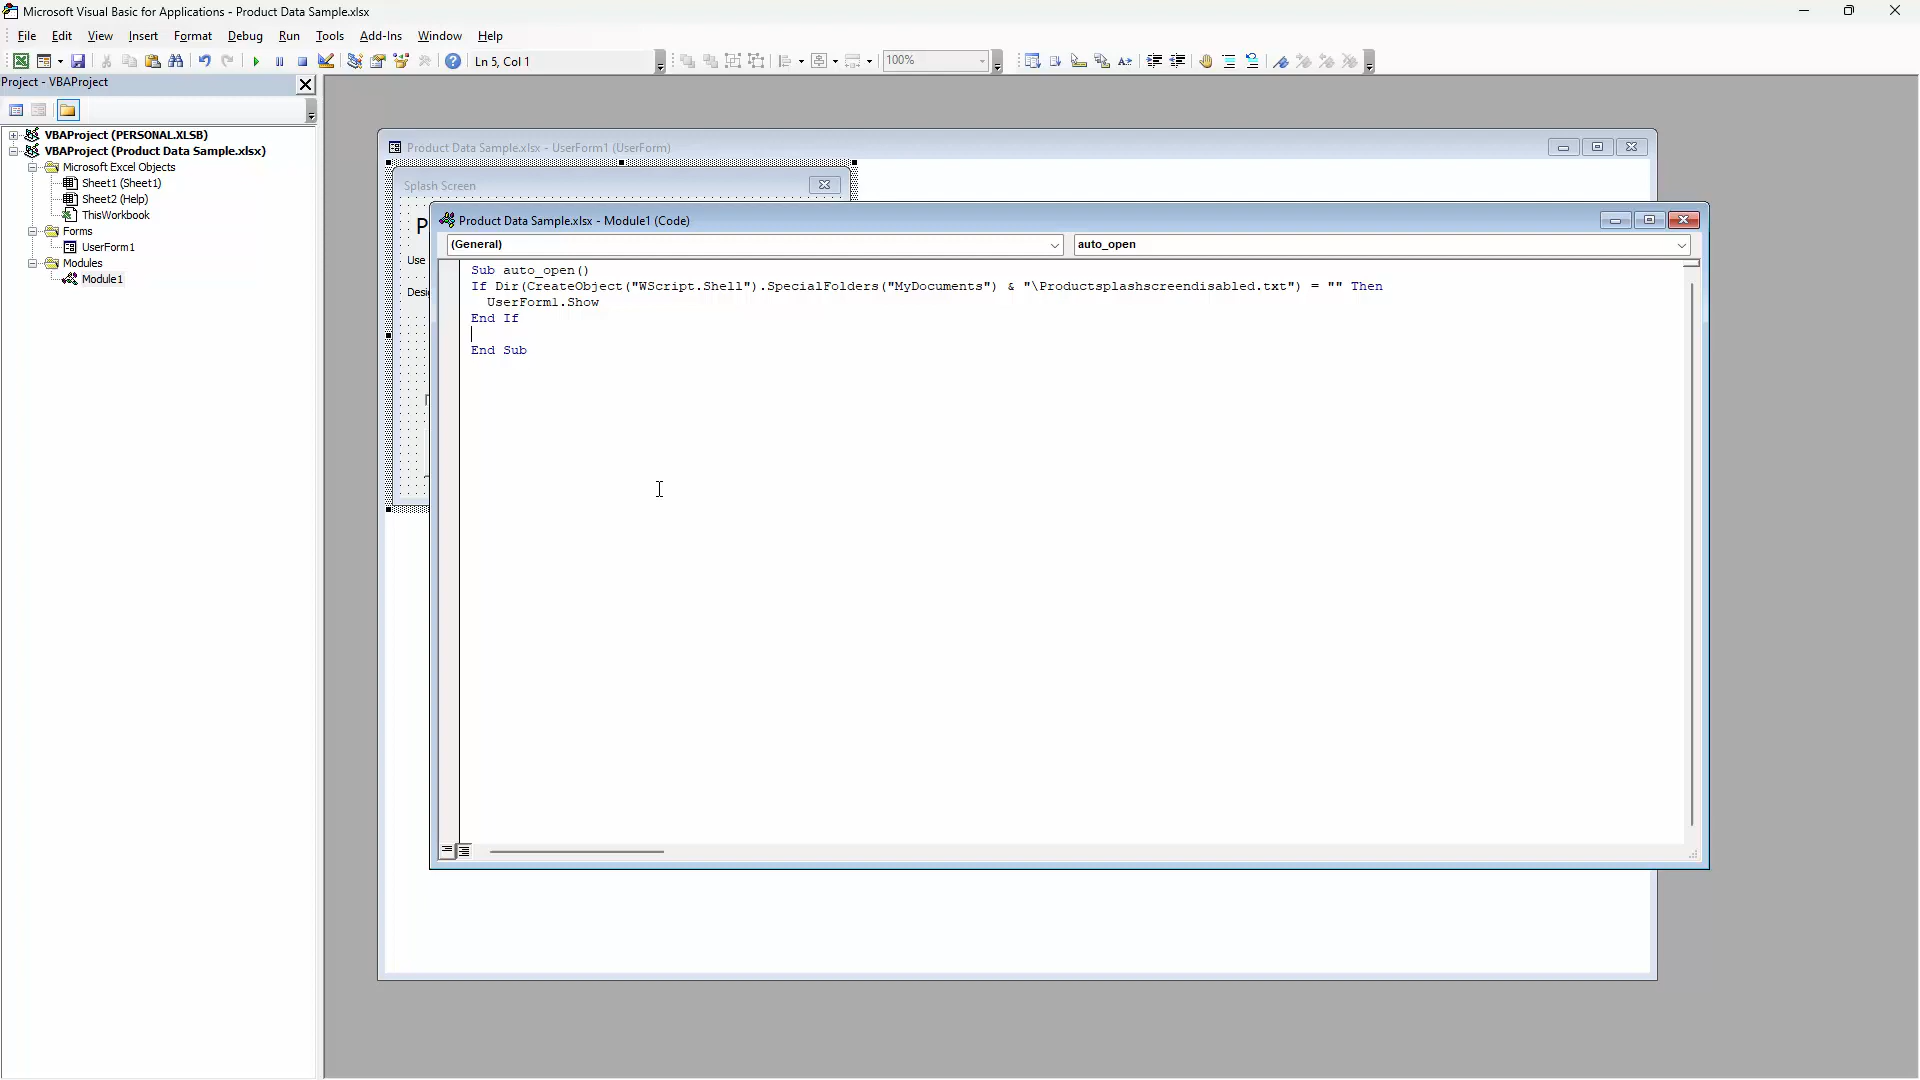 Microsoft Visual Basic for Applications - Product Data Sample.xlsx
File Edit View Insert Format Debug Run Tools Add-Ins Window Help
Ln 5, Col 1
100%
Project - VBAProject
VBAProject (PERSONAL.XLSB)
VBAProject (Product Data Sample.xlsx)
Microsoft Excel Objects
Sheet1 (Sheet1)
Sheet2 (Help)
ThisWorkbook
Forms
UserForm1
Modules
Module1
Product Data Sample.xlsx - UserForm1 (UserForm)
Splash Screen
P
Use
Desi
Product Data Sample.xlsx - Module1 (Code)
(General)
auto_open
Sub auto_open()
If Dir(CreateObject("WScript.Shell").SpecialFolders("MyDocuments") & "\Productsplashscreendisabled.txt") = "" Then
UserForm1.Show
End If
End Sub